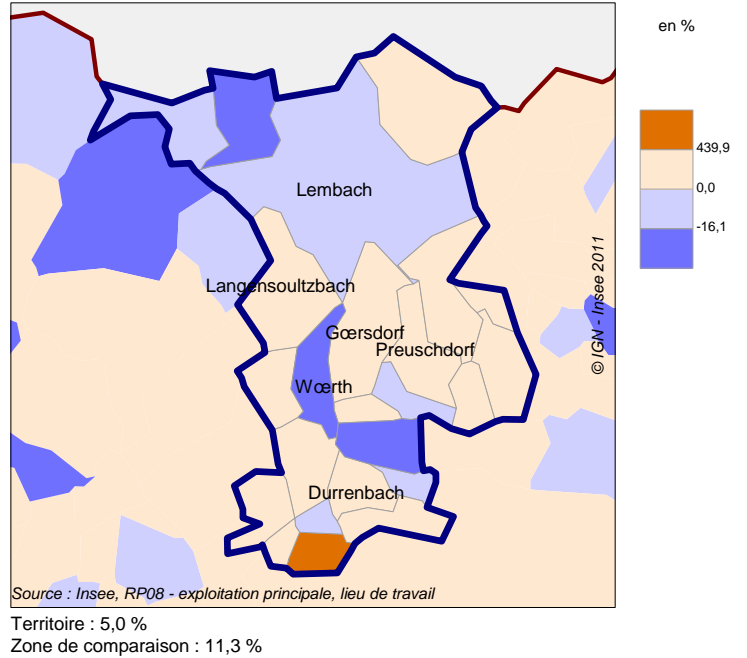 en %
439,9
0,0
-16,1
Lembach
Langensoultzbach
Gœrsdorf
Preuschdorf
Wœrth
Durrenbach
© IGN - Insee 2011
Source : Insee, RP08 - exploitation principale, lieu de travail
Territoire : 5,0 %
Zone de comparaison : 11,3 %